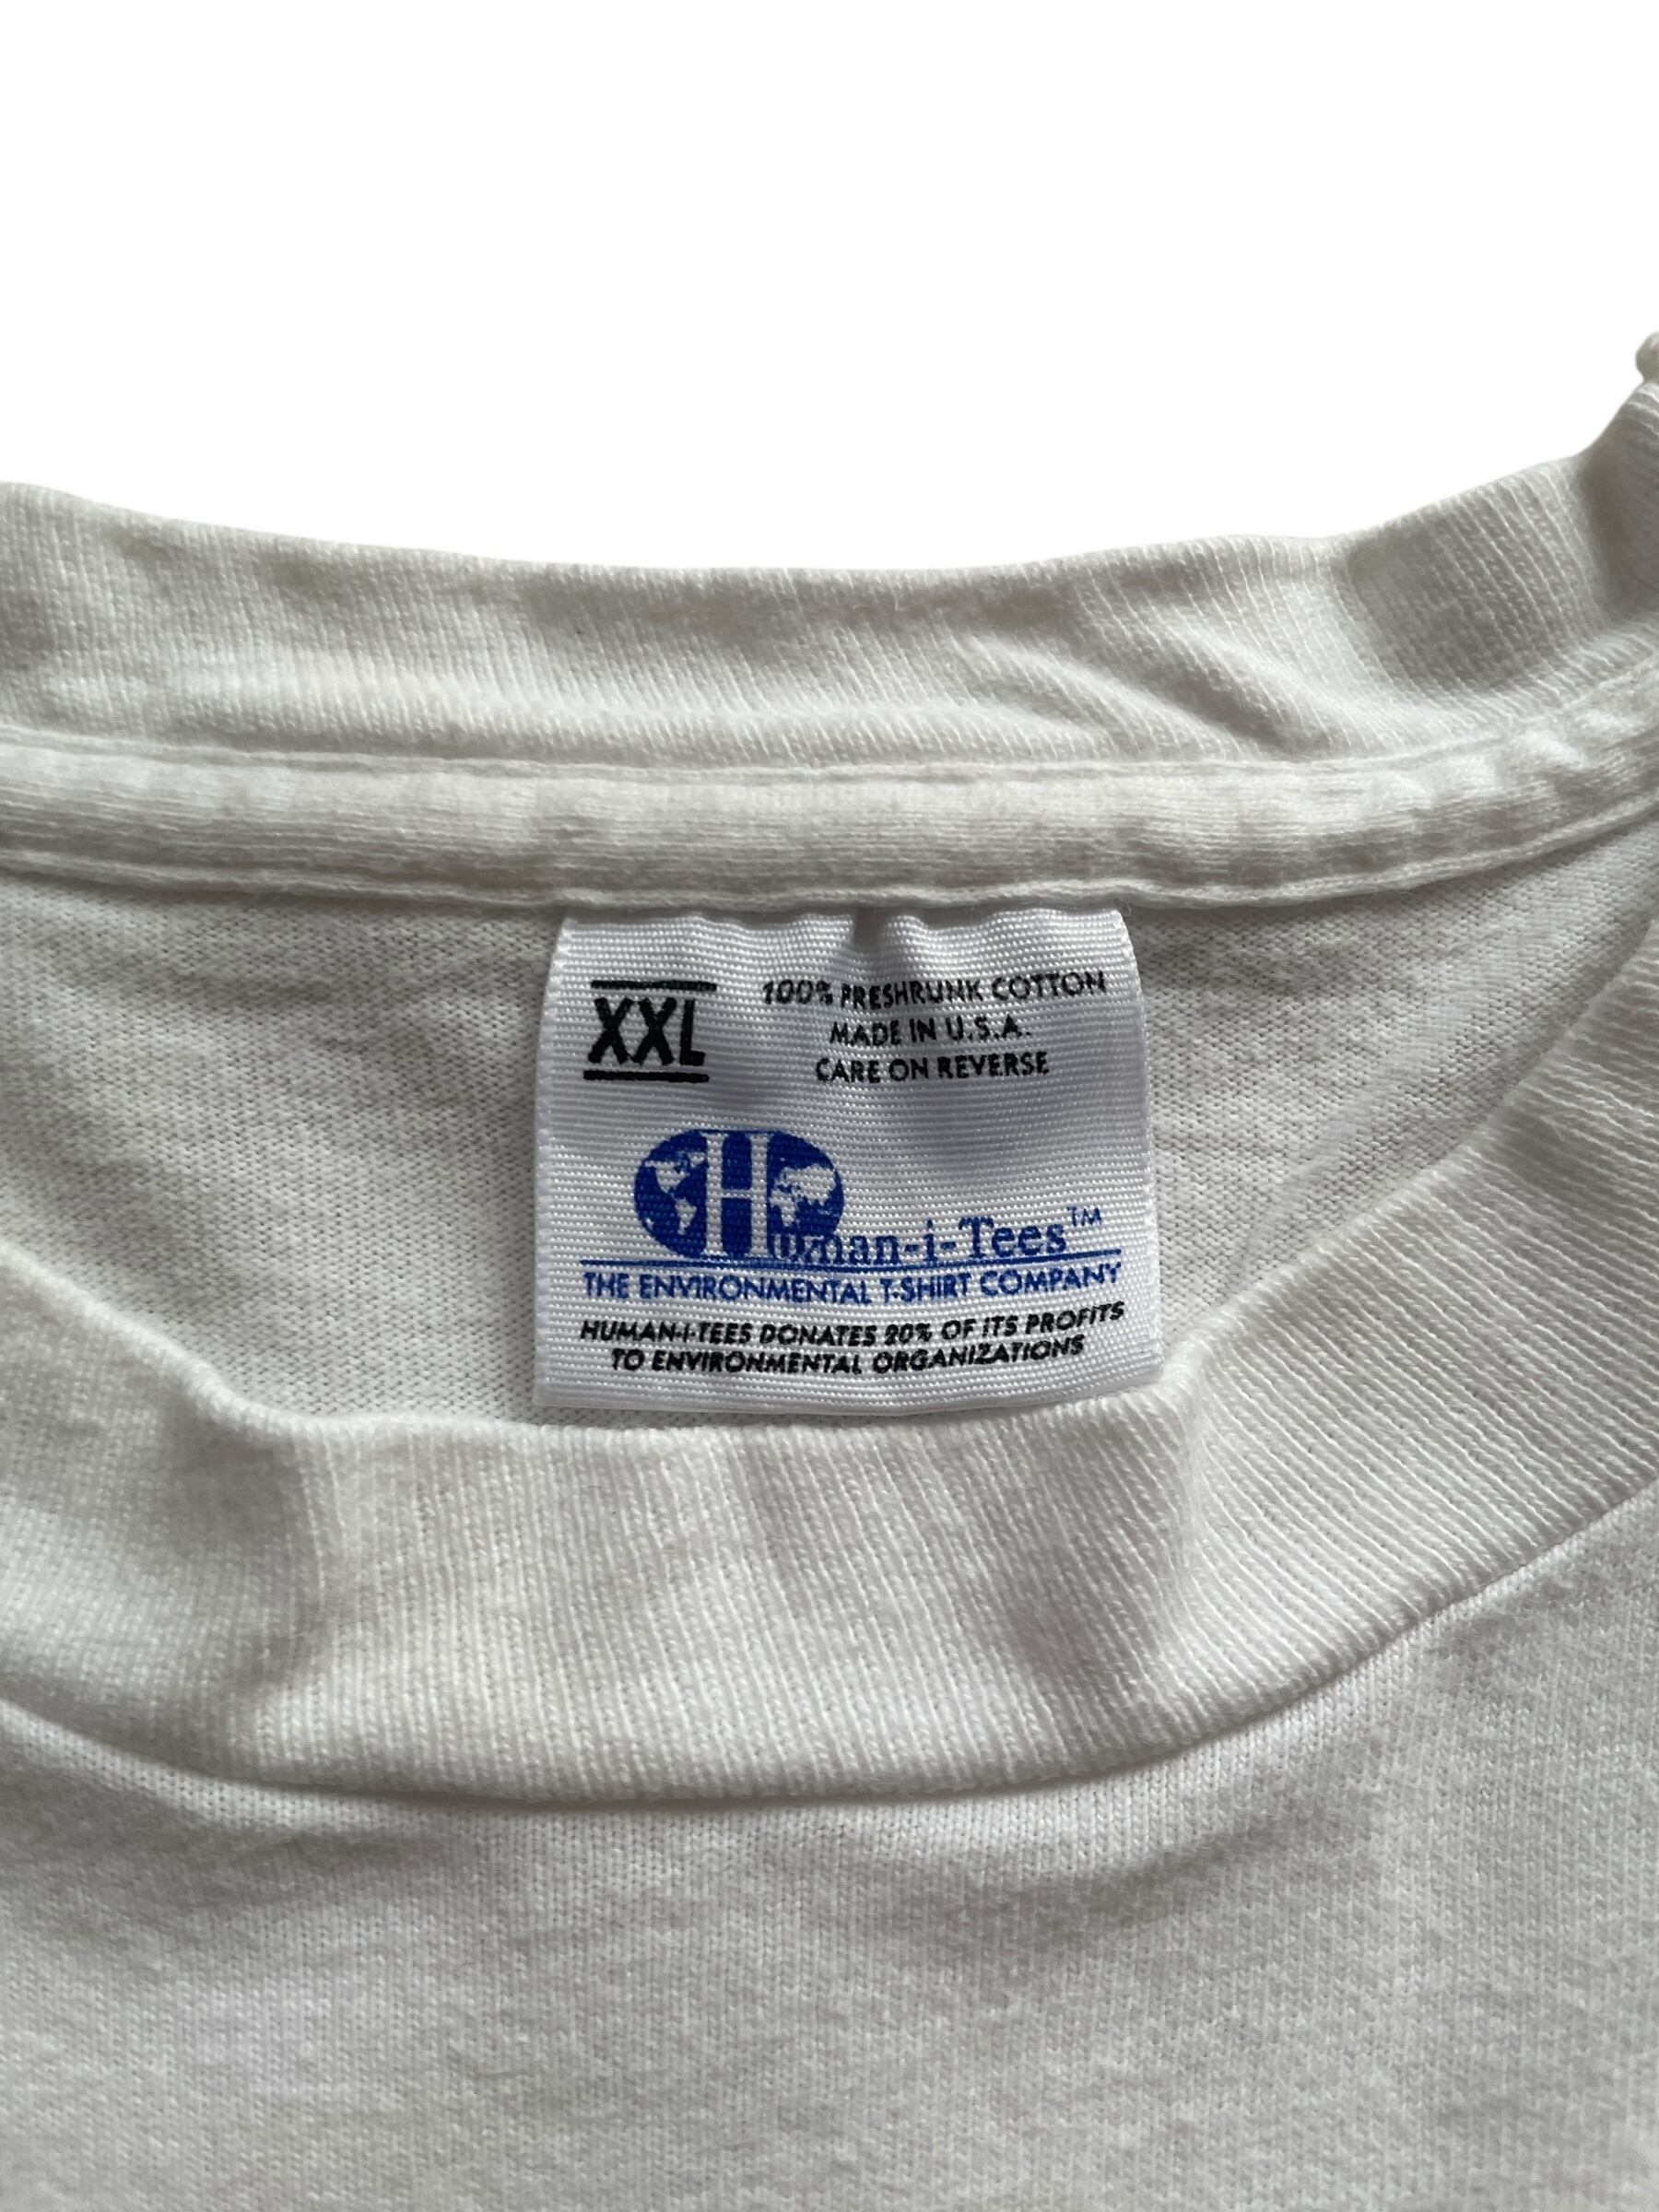 XXL
100% PRESHRUNK COTTON
MADE IN U.S.A.
CARE ON REVERSE
Human-i-Tees™
THE ENVIRONMENTAL T-SHIRT COMPANY
HUMAN-I-TEES DONATES 20% OF ITS PROFITS
TO ENVIRONMENTAL ORGANIZATIONS